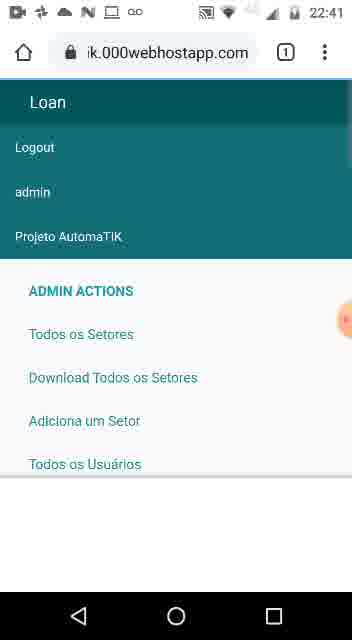 22:41
ik.000webhostapp.com
1
Loan
Logout
admin
Projeto AutomaTIK
ADMIN ACTIONS
Todos os Setores
Download Todos os Setores
Adiciona um Setor
Todos os Usuários